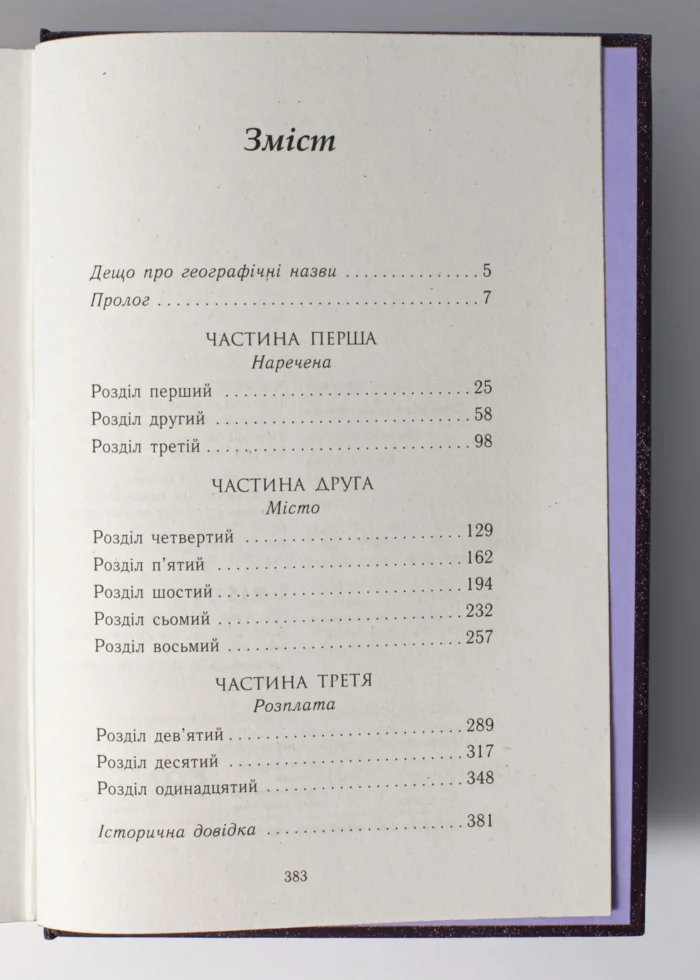 Зміст
Дещо про географічні назви ................. 5
Пролог ................................. 7
ЧАСТИНА ПЕРША
Наречена
Розділ перший ......................... 25
Розділ другий ......................... 58
Розділ третій ......................... 98
ЧАСТИНА ДРУГА
Місто
Розділ четвертий ...................... 129
Розділ п'ятий ......................... 162
Розділ шостий ......................... 194
Розділ сьомий ......................... 232
Розділ восьмий ........................ 257
ЧАСТИНА ТРЕТЯ
Розплата
Розділ дев'ятий ........................ 289
Розділ десятий ........................ 317
Розділ одинадцятий .................... 348
Історична довідка .................... 381
383